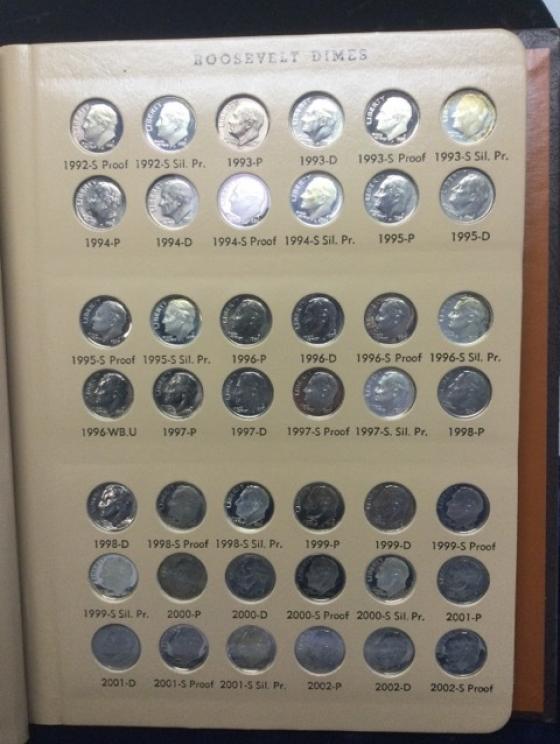 ROOSEVELT DIMES
1992-S Proof 1992-S Sil. Pr. 1993-P 1993-D 1993-S Proof 1993-S Sil. Pr.
1994-P 1994-D 1994-S Proof 1994-S Sil. Pr. 1995-P 1995-D
1995-S Proof 1995-S Sil. Pr. 1996-P 1996-D 1996-S Proof 1996-S Sil. Pr.
1996-WB.U 1997-P 1997-D 1997-S Proof 1997-S. Sil. Pr. 1998-P
1998-D 1998-S Proof 1998-S Sil. Pr. 1999-P 1999-D 1999-S Proof
1999-S Sil. Pr. 2000-P 2000-D 2000-S Proof 2000-S Sil. Pr. 2001-P
2001-D 2001-S Proof 2001-S Sil. Pr. 2002-P 2002-D 2002-S Proof